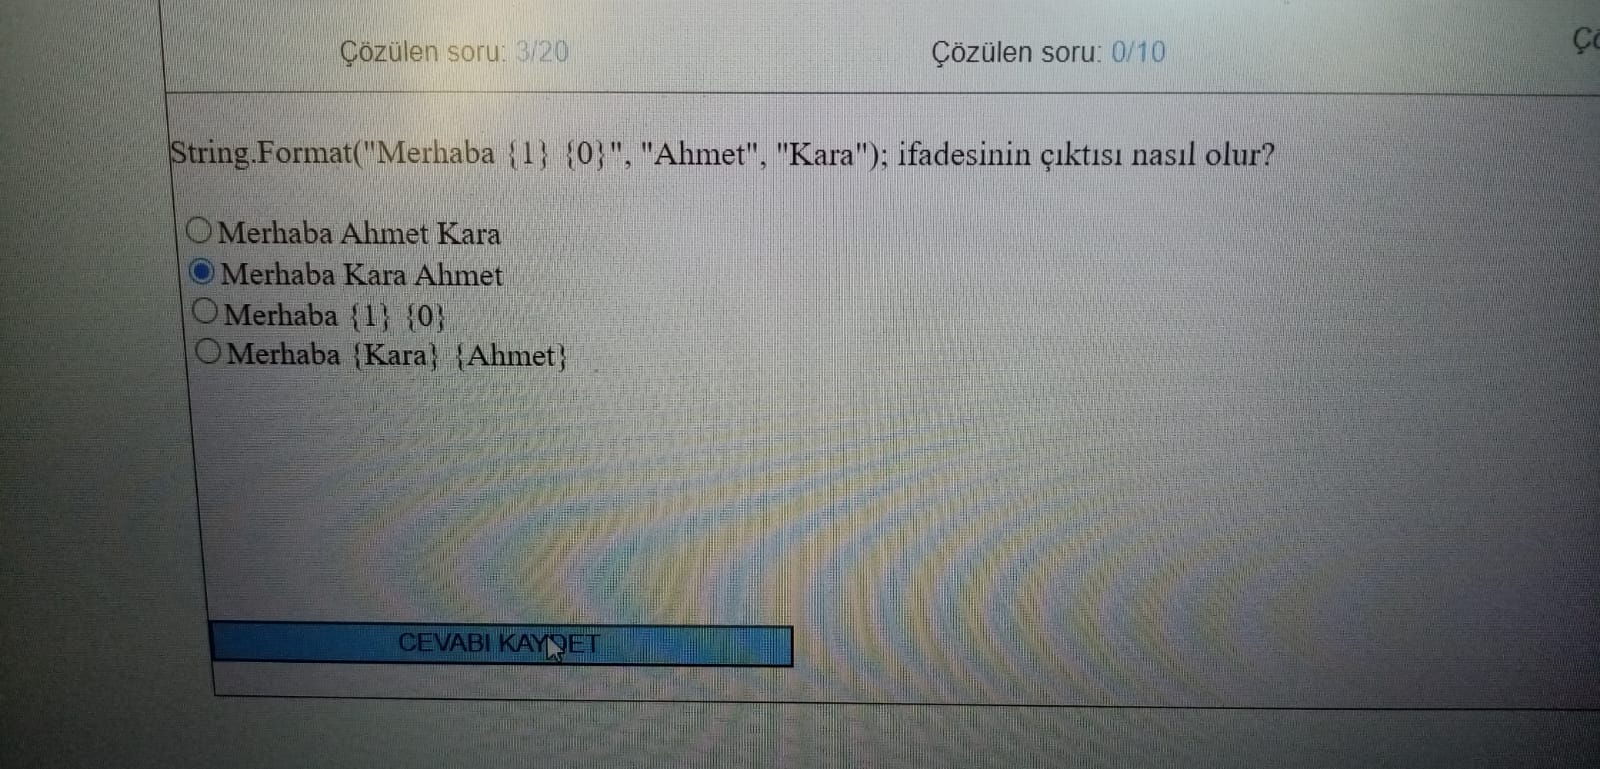 Çözülen soru: 3/20 Çözülen soru: 0/10
String.Format("Merhaba {1} {0}", "Ahmet", "Kara"); ifadesinin çıktısı nasıl olur?
Merhaba Ahmet Kara
Merhaba Kara Ahmet
Merhaba {1} {0}
Merhaba {Kara} {Ahmet}
CEVABI KAYDET